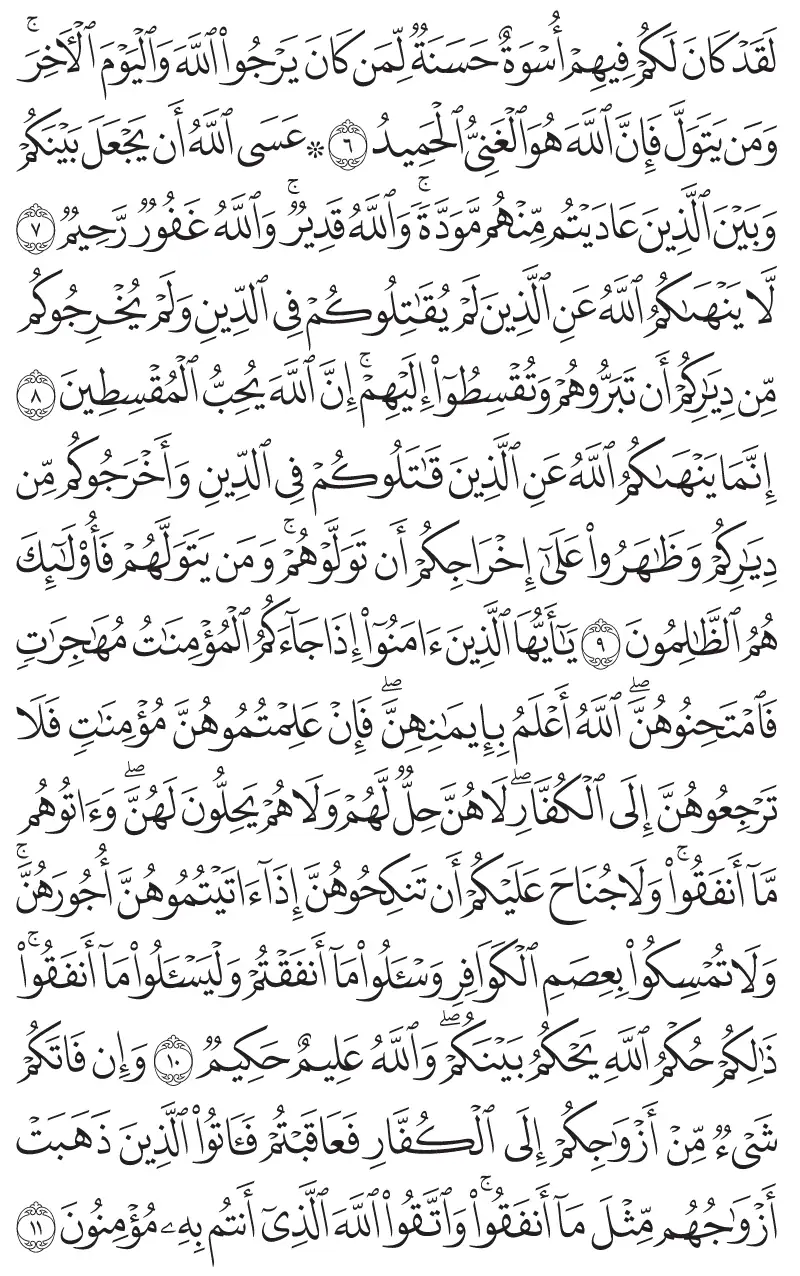 لَقَدْ كَانَ لَكُمْ فِيهِمْ أُسْوَةٌ حَسَنَةٌ لِّمَن كَانَ يَرْجُوا۟ ٱللَّهَ وَٱلْيَوْمَ ٱلْـَٔاخِرَ ۚ
وَمَن يَتَوَلَّ فَإِنَّ ٱللَّهَ هُوَ ٱلْغَنِىُّ ٱلْحَمِيدُ ٦ ۞ عَسَى ٱللَّهُ أَن يَجْعَلَ بَيْنَكُمْ
وَبَيْنَ ٱلَّذِينَ عَادَيْتُم مِّنْهُم مَّوَدَّةً ۚ وَٱللَّهُ قَدِيرٌ ۚ وَٱللَّهُ غَفُورٌ رَّحِيمٌ ٧
لَّا يَنْهَىٰكُمُ ٱللَّهُ عَنِ ٱلَّذِينَ لَمْ يُقَـٰتِلُوكُمْ فِى ٱلدِّينِ وَلَمْ يُخْرِجُوكُم
مِّن دِيَـٰرِكُمْ أَن تَبَرُّوهُمْ وَتُقْسِطُوٓا۟ إِلَيْهِمْ ۚ إِنَّ ٱللَّهَ يُحِبُّ ٱلْمُقْسِطِينَ ٨
إِنَّمَا يَنْهَىٰكُمُ ٱللَّهُ عَنِ ٱلَّذِينَ قَـٰتَلُوكُمْ فِى ٱلدِّينِ وَأَخْرَجُوكُم مِّن
دِيَـٰرِكُمْ وَظَـٰهَرُوا۟ عَلَىٰٓ إِخْرَاجِكُمْ أَن تَوَلَّوْهُمْ ۚ وَمَن يَتَوَلَّهُمْ فَأُو۟لَـٰٓئِكَ
هُمُ ٱلظَّـٰلِمُونَ ٩ يَـٰٓأَيُّهَا ٱلَّذِينَ ءَامَنُوٓا۟ إِذَا جَآءَكُمُ ٱلْمُؤْمِنَـٰتُ مُهَـٰجِرَٰتٍ
فَٱمْتَحِنُوهُنَّ ۖ ٱللَّهُ أَعْلَمُ بِإِيمَـٰنِهِنَّ ۖ فَإِنْ عَلِمْتُمُوهُنَّ مُؤْمِنَـٰتٍ فَلَا
تَرْجِعُوهُنَّ إِلَى ٱلْكُفَّارِ ۖ لَا هُنَّ حِلٌّ لَّهُمْ وَلَا هُمْ يَحِلُّونَ لَهُنَّ ۖ وَءَاتُوهُم
مَّآ أَنفَقُوا۟ ۚ وَلَا جُنَاحَ عَلَيْكُمْ أَن تَنكِحُوهُنَّ إِذَآ ءَاتَيْتُمُوهُنَّ أُجُورَهُنَّ ۚ
وَلَا تُمْسِكُوا۟ بِعِصَمِ ٱلْكَوَافِرِ وَسْـَٔلُوا۟ مَآ أَنفَقْتُمْ وَلْيَسْـَٔلُوا۟ مَآ أَنفَقُوا۟ ۚ
ذَٰلِكُمْ حُكْمُ ٱللَّهِ يَحْكُمُ بَيْنَكُمْ ۖ وَٱللَّهُ عَلِيمٌ حَكِيمٌ ١٠ وَإِن فَاتَكُمْ
شَىْءٌ مِّنْ أَزْوَٰجِكُمْ إِلَى ٱلْكُفَّارِ فَعَاقَبْتُمْ فَـَٔاتُوا۟ ٱلَّذِينَ ذَهَبَتْ
أَزْوَٰجُهُم مِّثْلَ مَآ أَنفَقُوا۟ ۚ وَٱتَّقُوا۟ ٱللَّهَ ٱلَّذِىٓ أَنتُم بِهِۦ مُؤْمِنُونَ ١١